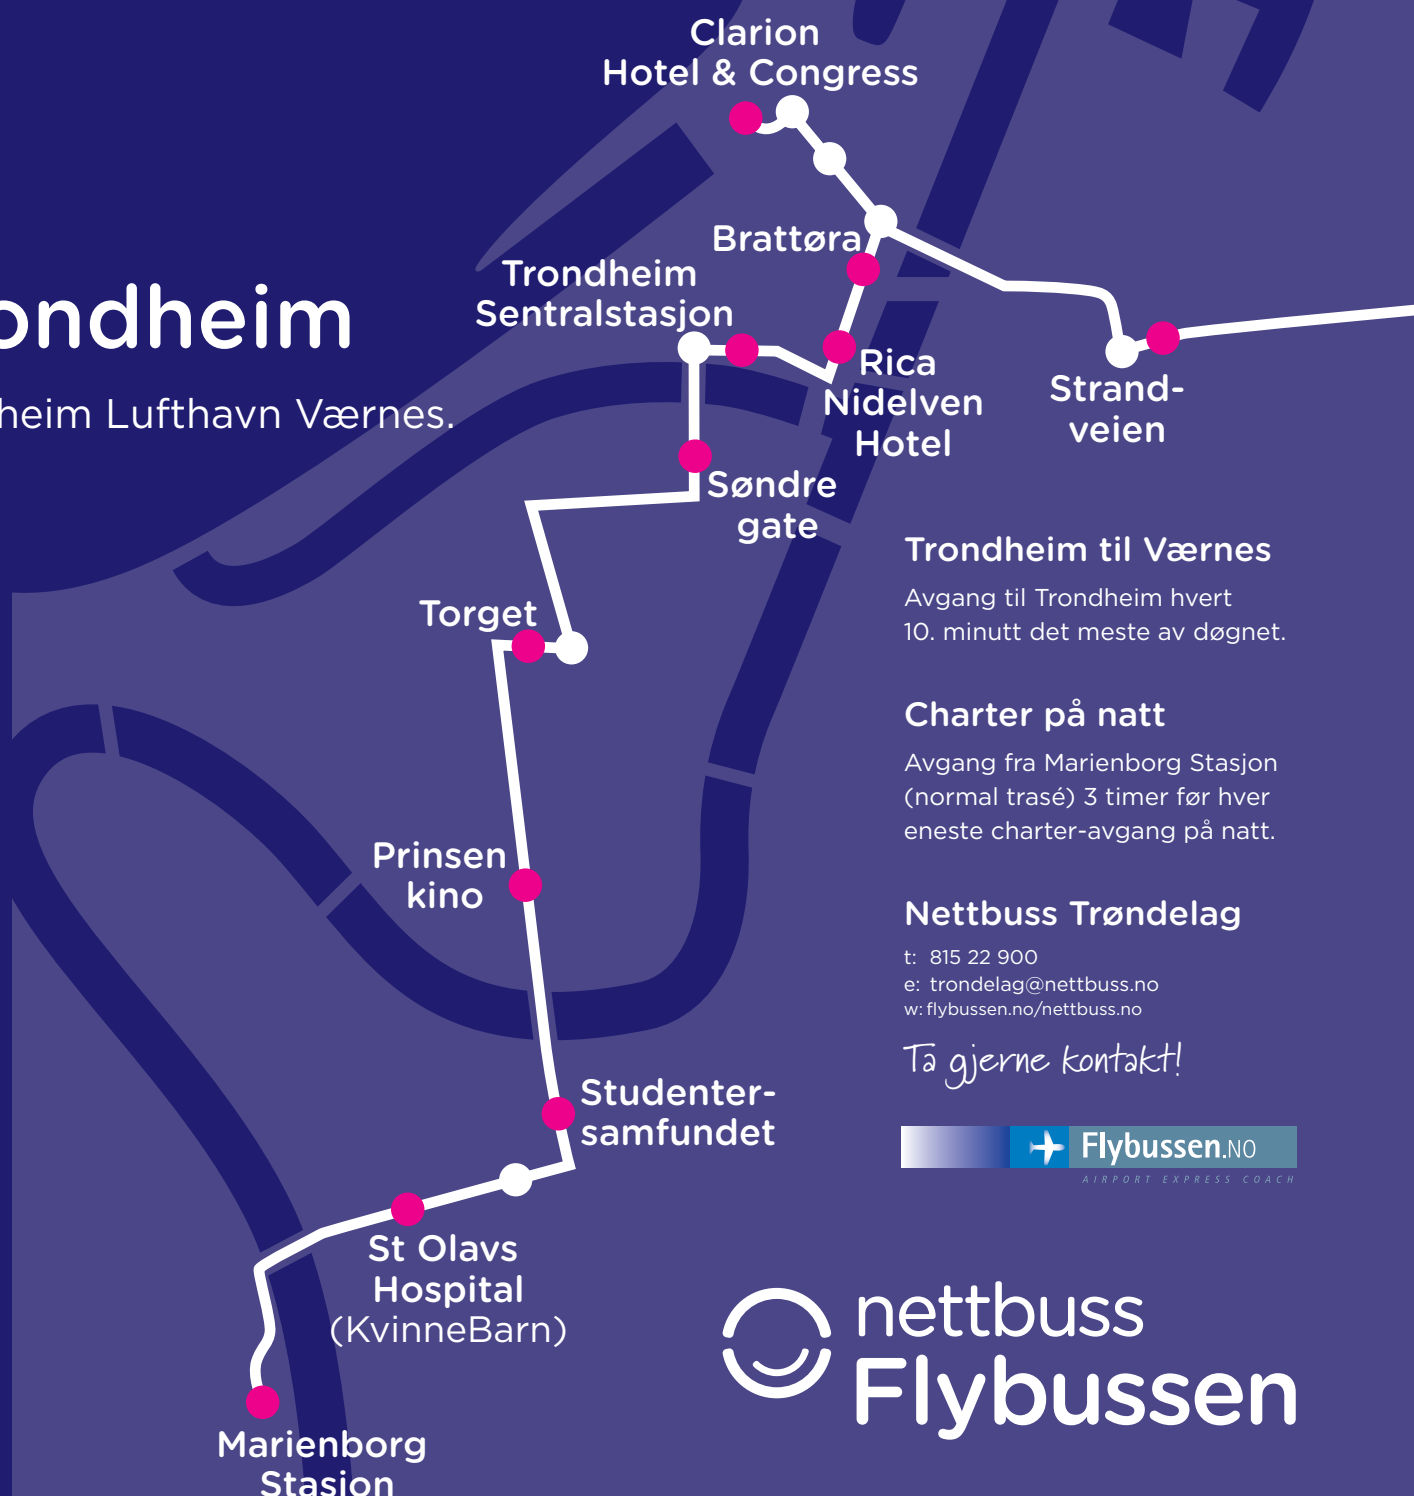 Clarion
Hotel & Congress
Brattøra
Trondheim
Sentralstasjon
ondheim
heim Lufthavn Værnes.
Rica
Nidelven
Hotel
Strand-
veien
Søndre
gate
Torget
Trondheim til Værnes
Avgang til Trondheim hvert
10. minutt det meste av døgnet.
Charter på natt
Avgang fra Marienborg Stasjon
(normal trasé) 3 timer før hver
eneste charter-avgang på natt.
Prinsen
kino
Nettbuss Trøndelag
t: 815 22 900
e: trondelag@nettbuss.no
w: flybussen.no/nettbuss.no
Ta gjerne kontakt!
Studenter-
samfundet
Flybussen.NO
AIRPORT EXPRESS COACH
St Olavs
Hospital
(KvinneBarn)
nettbuss
Flybussen
Marienborg
Stasjon